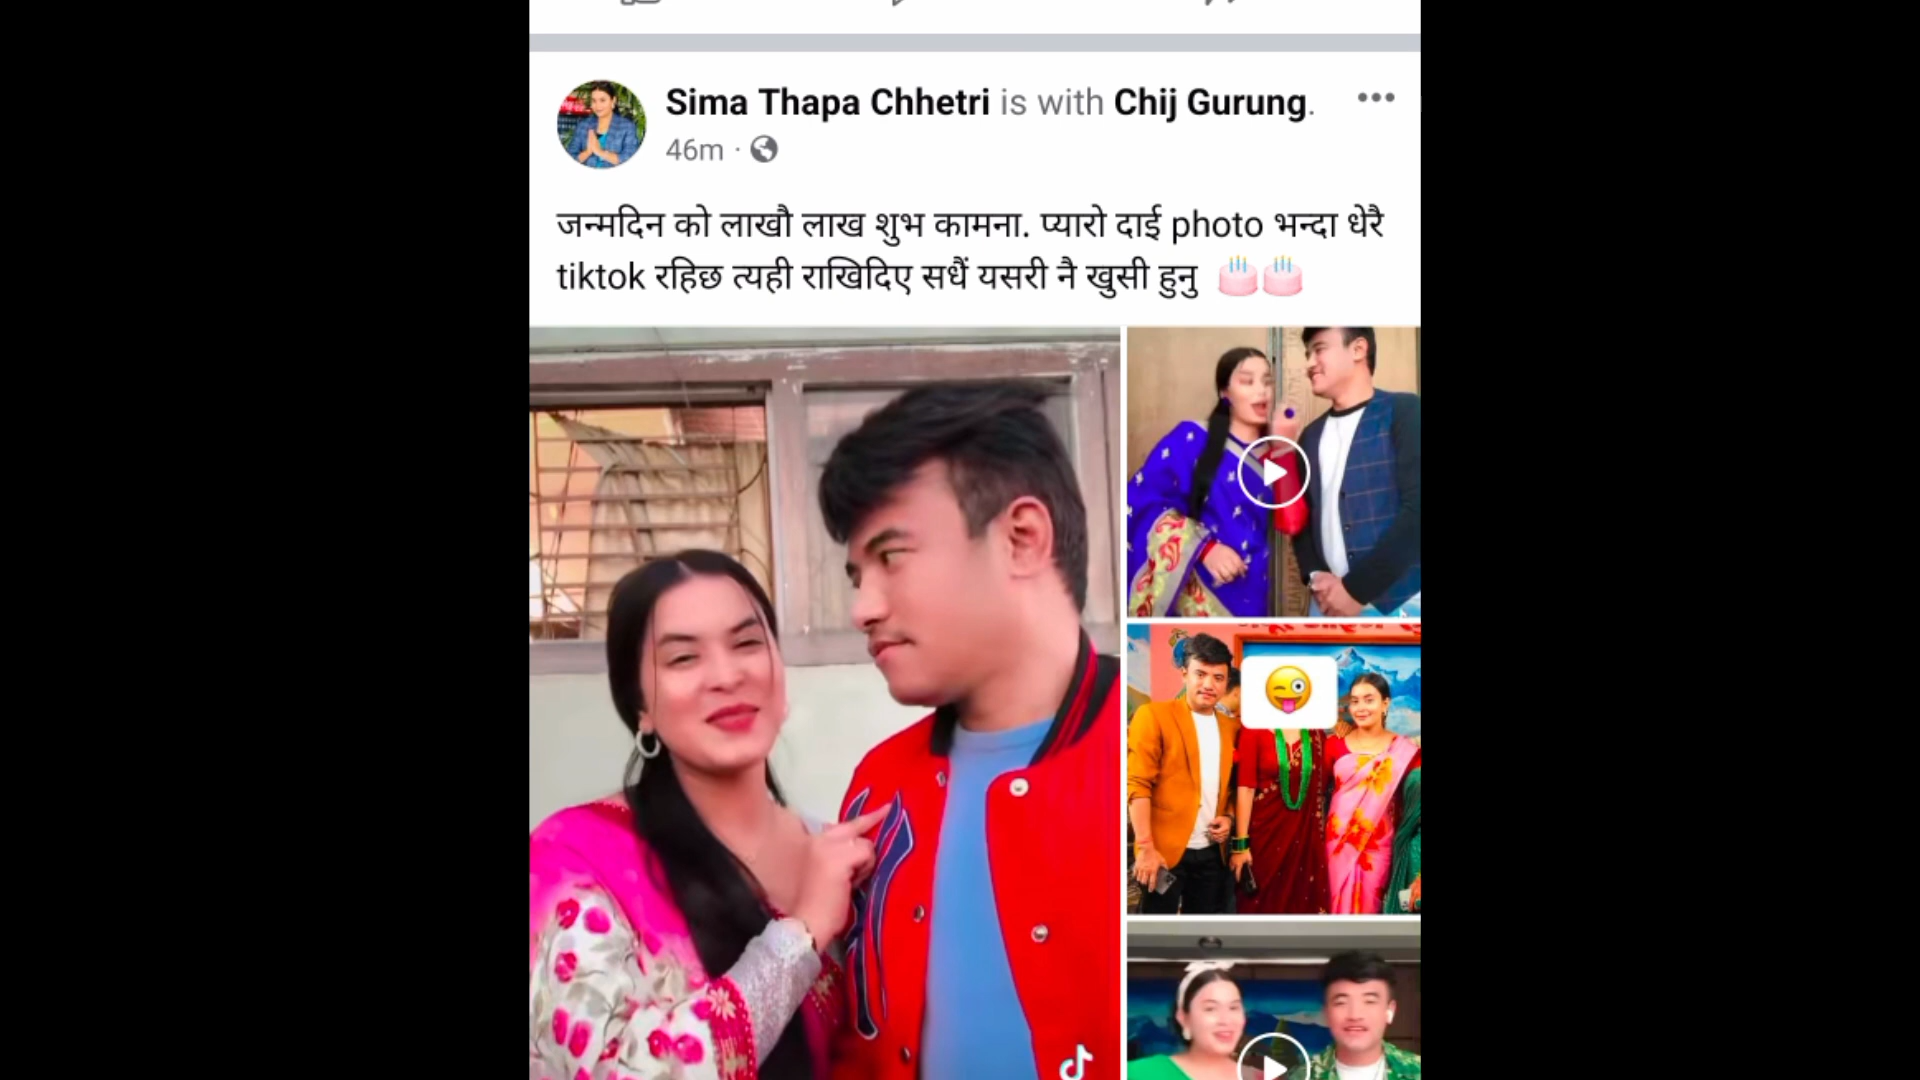 Sima Thapa Chhetri is with Chij Gurung.
46m ·
जन्मदिन को लाखौ लाख शुभ कामना. प्यारो दाई photo भन्दा धेरै
tiktok रहिछ त्यही राखिदिए सधैं यसरी नै खुसी हुनु 🎂🎂